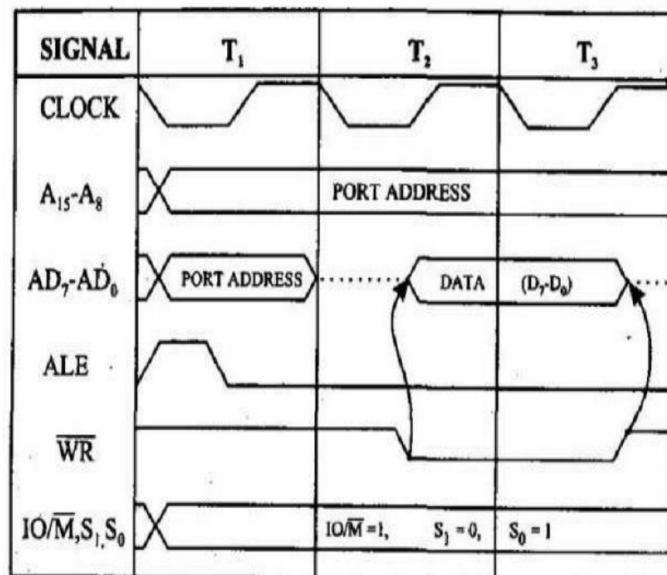 SIGNAL T₁ T₂ T₃
CLOCK
A₁₅-A₈ PORT ADDRESS
AD₇-AD₀ PORT ADDRESS DATA (D₇-D₀)
ALE
W̅R̅
IO/M̅,S₁,S₀ IO/M̅ =1, S₁ = 0, S₀ = 1